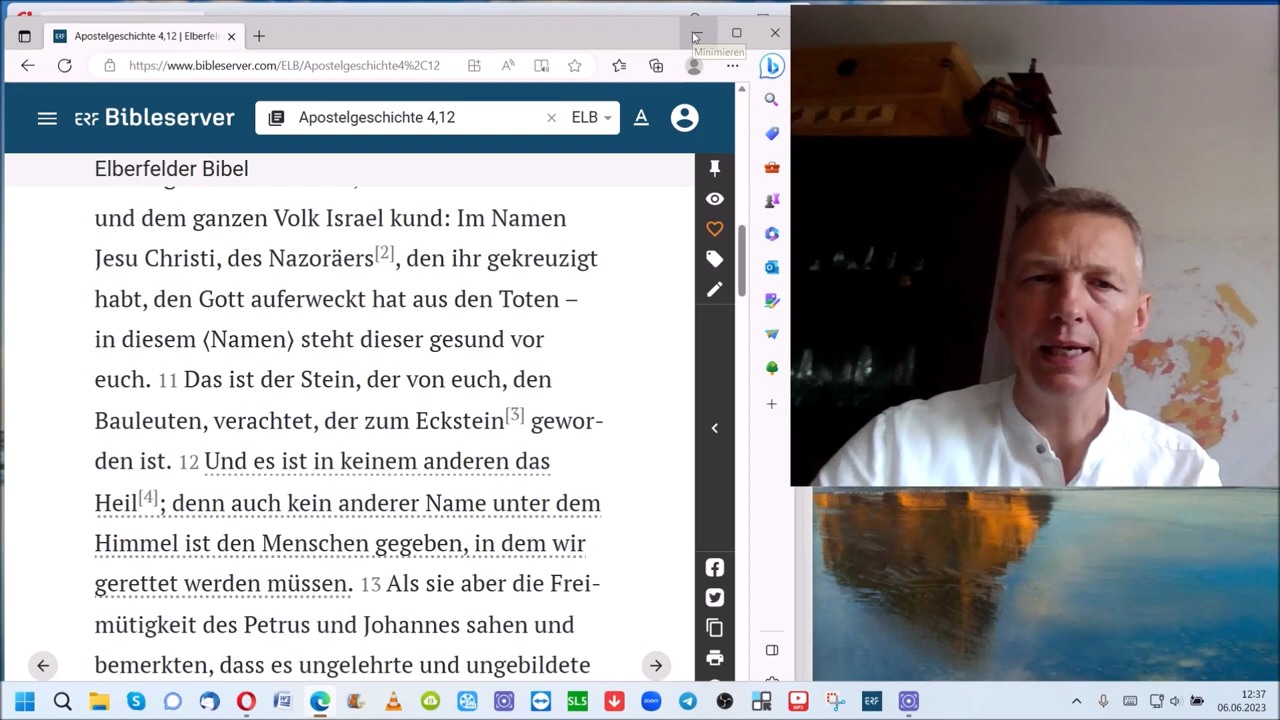 Apostelgeschichte 4,12 | Elberfel
Minimieren
https://www.bibleserver.com/ELB/Apostelgeschichte4%2C12
ERF Bibleserver
Apostelgeschichte 4,12
ELB
A
Elberfelder Bibel
und dem ganzen Volk Israel kund: Im Namen
Jesu Christi, des Nazoräers[2], den ihr gekreuzigt
habt, den Gott auferweckt hat aus den Toten –
in diesem ⟨Namen⟩ steht dieser gesund vor
euch. 11 Das ist der Stein, der von euch, den
Bauleuten, verachtet, der zum Eckstein[3] gewor-
den ist. 12 Und es ist in keinem anderen das
Heil[4]; denn auch kein anderer Name unter dem
Himmel ist den Menschen gegeben, in dem wir
gerettet werden müssen. 13 Als sie aber die Frei-
mütigkeit des Petrus und Johannes sahen und
bemerkten, dass es ungelehrte und ungebildete
SL5
zoom
MP3
ERF
12:37
06.06.2023